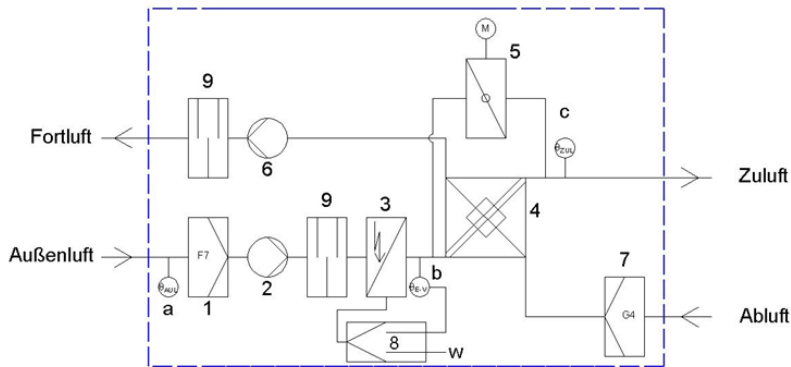 M
5
9
c
Fortluft
θZUL
6
Zuluft
9
3
4
Außenluft
F7
7
b
θAUL
θE-V
2
a
1
G4
Abluft
8
w